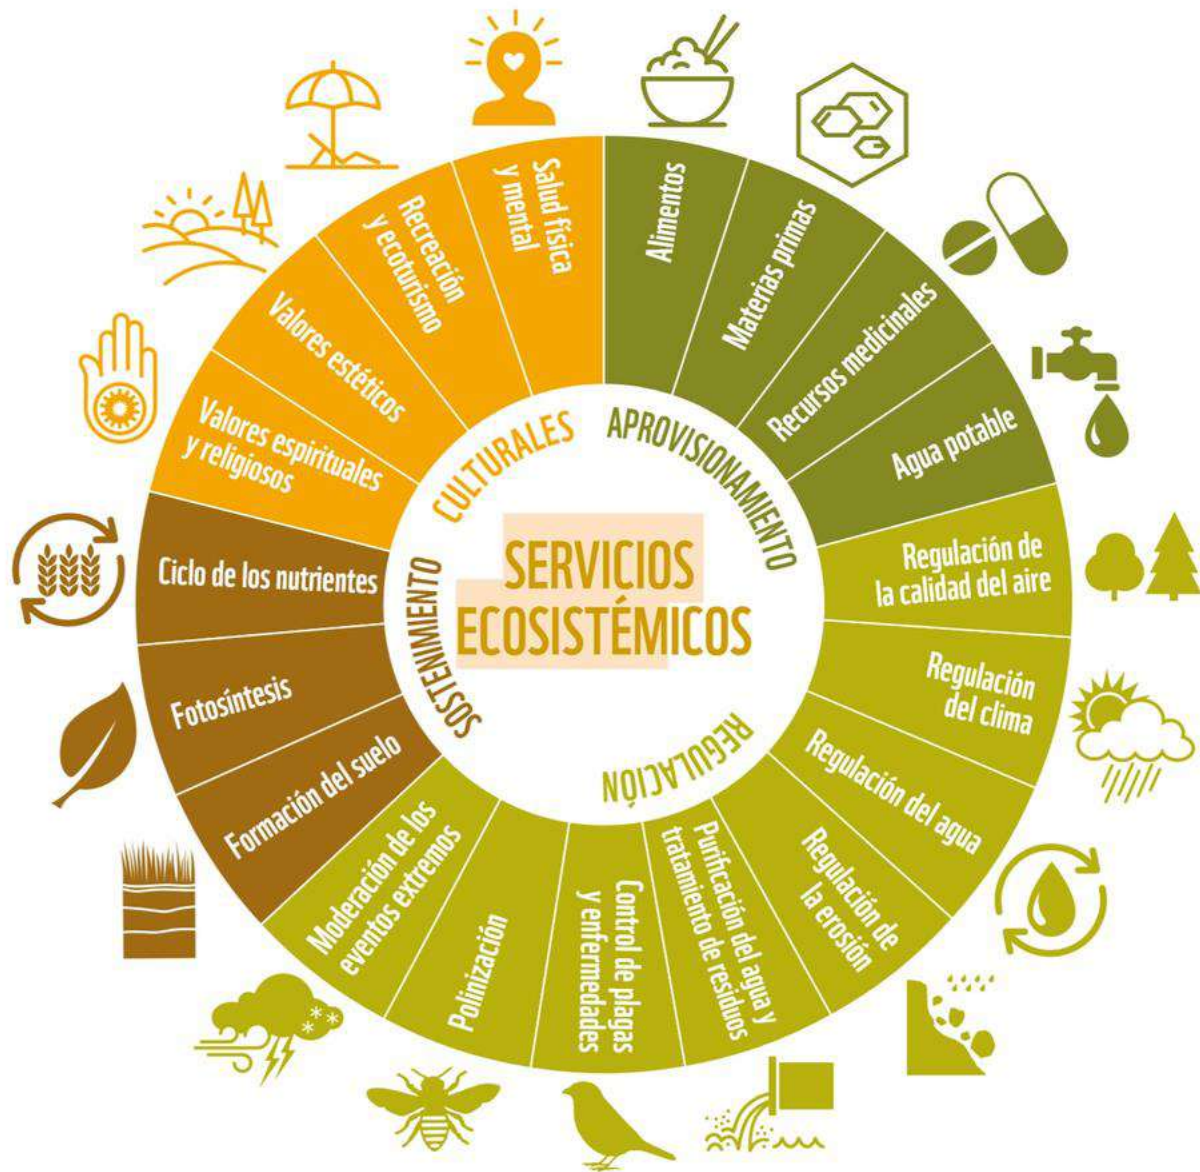 SERVICIOS
ECOSISTÉMICOS
APROVISIONAMIENTO
Alimentos
Materias primas
Recursos medicinales
Agua potable
REGULACIÓN
Regulación de
la calidad del aire
Regulación
del clima
Regulación del agua
Regulación de
la erosión
Purificación del agua y
tratamiento de residuos
Control de plagas
y enfermedades
Polinización
Moderación de los
eventos extremos
SOSTENIMIENTO
Formación del suelo
Fotosíntesis
Ciclo de los nutrientes
CULTURALES
Valores espirituales
y religiosos
Valores estéticos
Recreación
y ecoturismo
Salud física
y mental